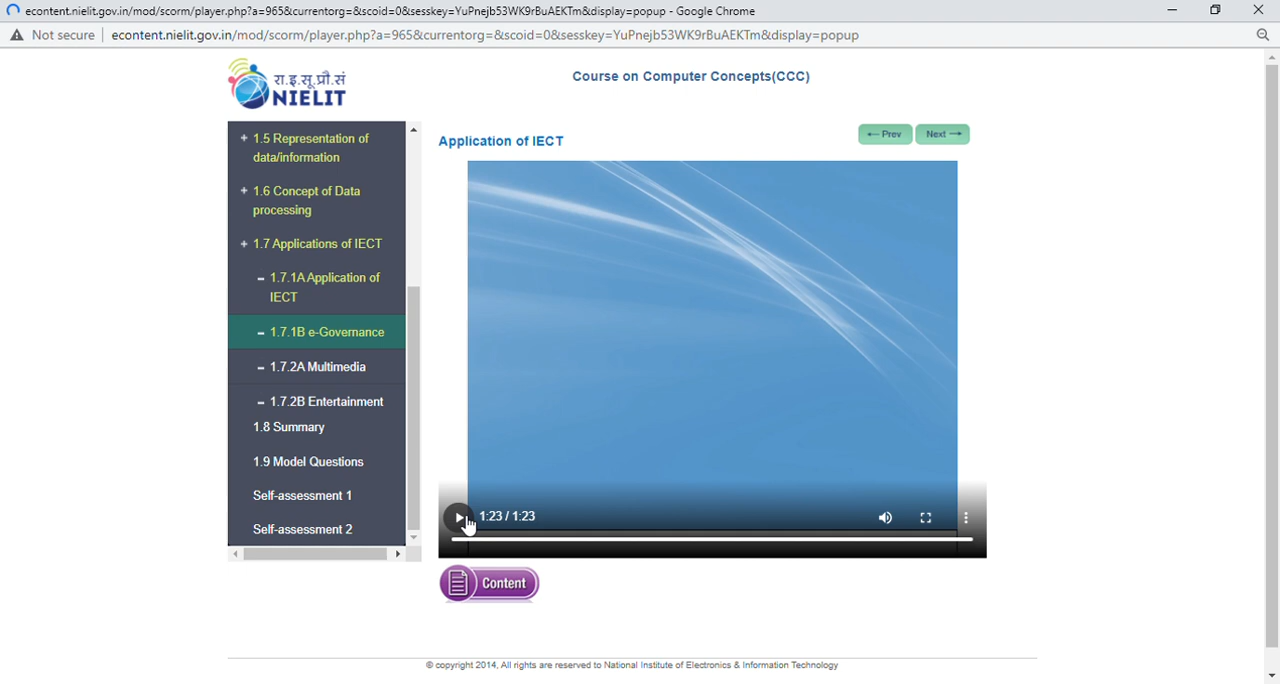 econtent.nielit.gov.in/mod/scorm/player.php?a=965&currentorg=&scoid=0&sesskey=YuPnejb53WK9rBuAEKTm&display=popup - Google Chrome
Not secure econtent.nielit.gov.in/mod/scorm/player.php?a=965&currentorg=&scoid=0&sesskey=YuPnejb53WK9rBuAEKTm&display=popup
रा.इ.सू.प्रौ.सं
NIELIT
Course on Computer Concepts(CCC)
+ 1.5 Representation of
data/information
+ 1.6 Concept of Data
processing
+ 1.7 Applications of IECT
- 1.7.1A Application of
IECT
- 1.7.1B e-Governance
- 1.7.2A Multimedia
- 1.7.2B Entertainment
1.8 Summary
1.9 Model Questions
Self-assessment 1
Self-assessment 2
Application of IECT
← Prev
Next →
1:23 / 1:23
Content
© copyright 2014, All rights are reserved to National Institute of Electronics & Information Technology